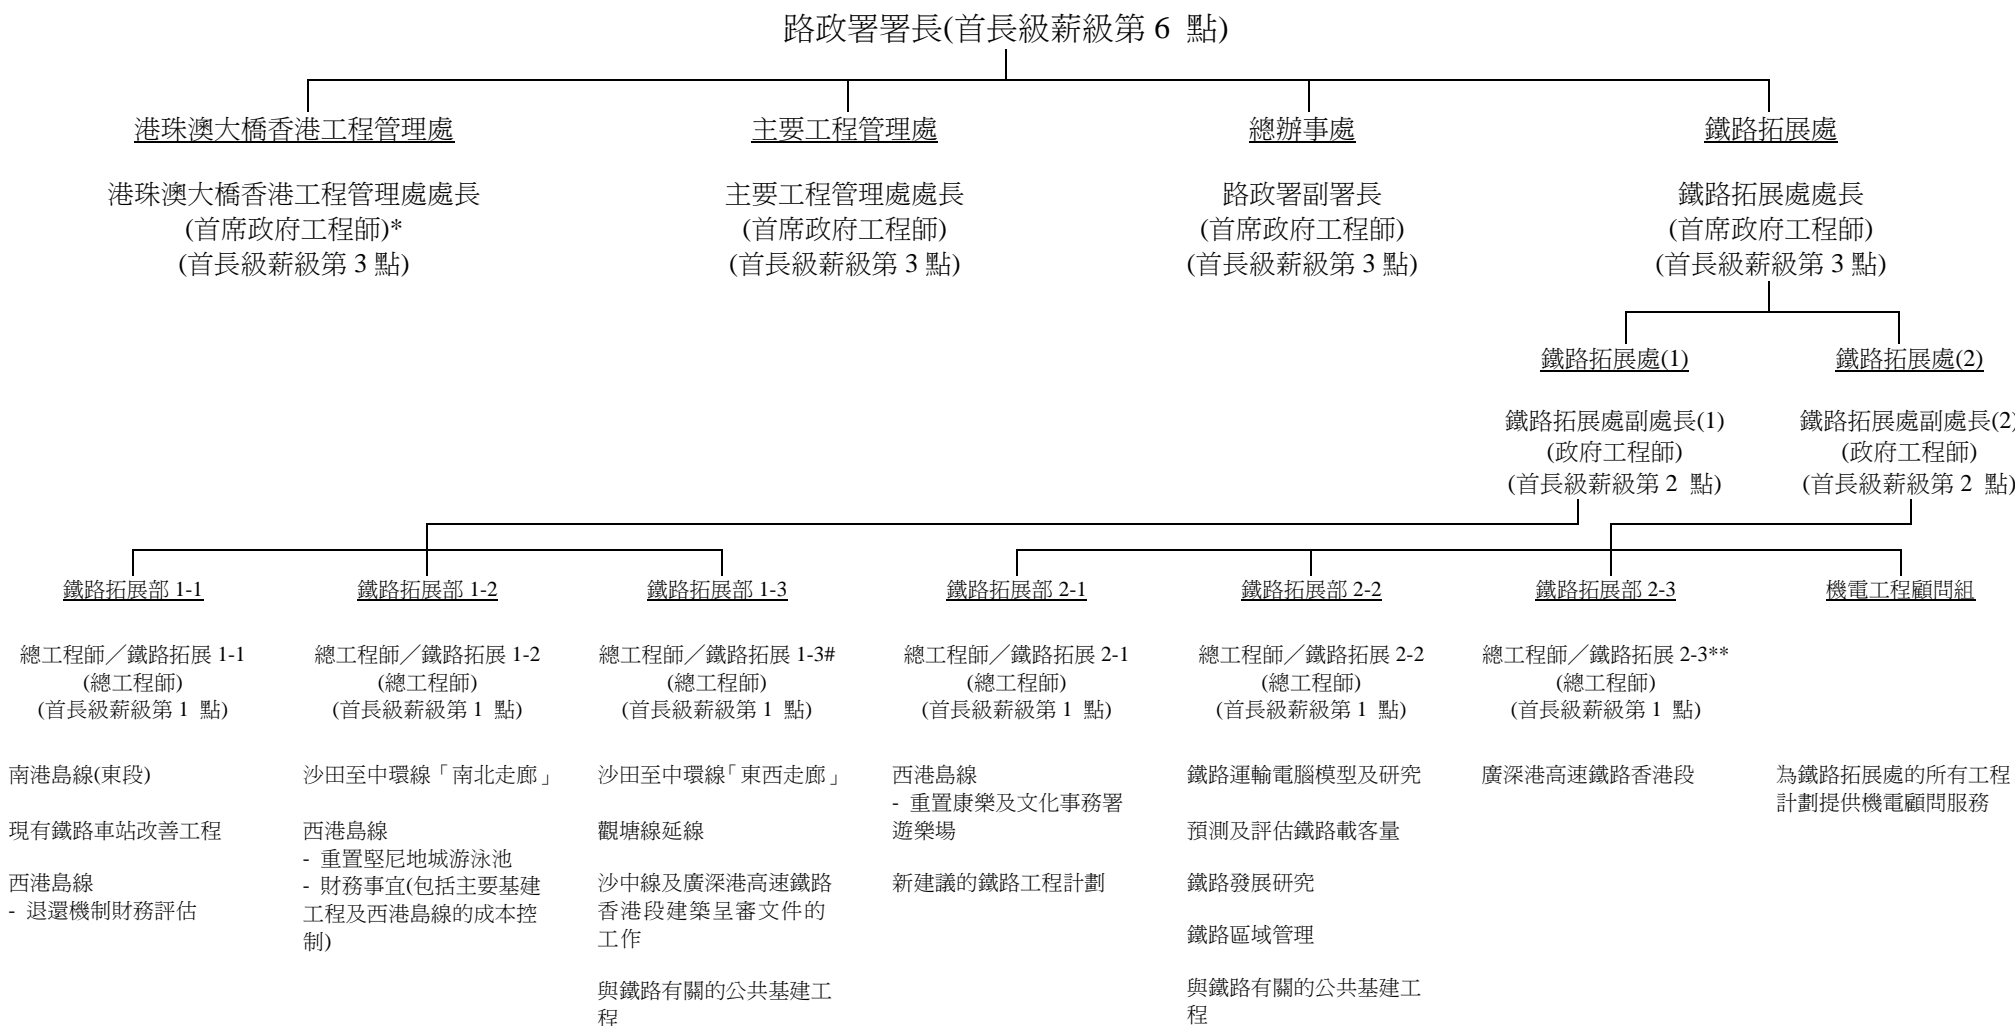 路政署署長(首長級薪級第 6 點)
港珠澳大橋香港工程管理處
港珠澳大橋香港工程管理處處長
(首席政府工程師)*
(首長級薪級第 3 點)
主要工程管理處
主要工程管理處處長
(首席政府工程師)
(首長級薪級第 3 點)
總辦事處
路政署副署長
(首席政府工程師)
(首長級薪級第 3 點)
鐵路拓展處
鐵路拓展處處長
(首席政府工程師)
(首長級薪級第 3 點)
鐵路拓展處(1)
鐵路拓展處副處長(1)
(政府工程師)
(首長級薪級第 2 點)
鐵路拓展處(2)
鐵路拓展處副處長(2)
(政府工程師)
(首長級薪級第 2 點)
鐵路拓展部 1-1
總工程師／鐵路拓展 1-1
(總工程師)
(首長級薪級第 1 點)
南港島線(東段)
現有鐵路車站改善工程
西港島線
- 退還機制財務評估
鐵路拓展部 1-2
總工程師／鐵路拓展 1-2
(總工程師)
(首長級薪級第 1 點)
沙田至中環線「南北走廊」
西港島線
- 重置堅尼地城游泳池
- 財務事宜(包括主要基建
工程及西港島線的成本控
制)
鐵路拓展部 1-3
總工程師／鐵路拓展 1-3#
(總工程師)
(首長級薪級第 1 點)
沙田至中環線「東西走廊」
觀塘線延線
沙中線及廣深港高速鐵路
香港段建築呈審文件的
工作
與鐵路有關的公共基建工
程
鐵路拓展部 2-1
總工程師／鐵路拓展 2-1
(總工程師)
(首長級薪級第 1 點)
西港島線
- 重置康樂及文化事務署
遊樂場
新建議的鐵路工程計劃
鐵路拓展部 2-2
總工程師／鐵路拓展 2-2
(總工程師)
(首長級薪級第 1 點)
鐵路運輸電腦模型及研究
預測及評估鐵路載客量
鐵路發展研究
鐵路區域管理
與鐵路有關的公共基建工
程
鐵路拓展部 2-3
總工程師／鐵路拓展 2-3**
(總工程師)
(首長級薪級第 1 點)
廣深港高速鐵路香港段
機電工程顧問組
為鐵路拓展處的所有工程
計劃提供機電顧問服務